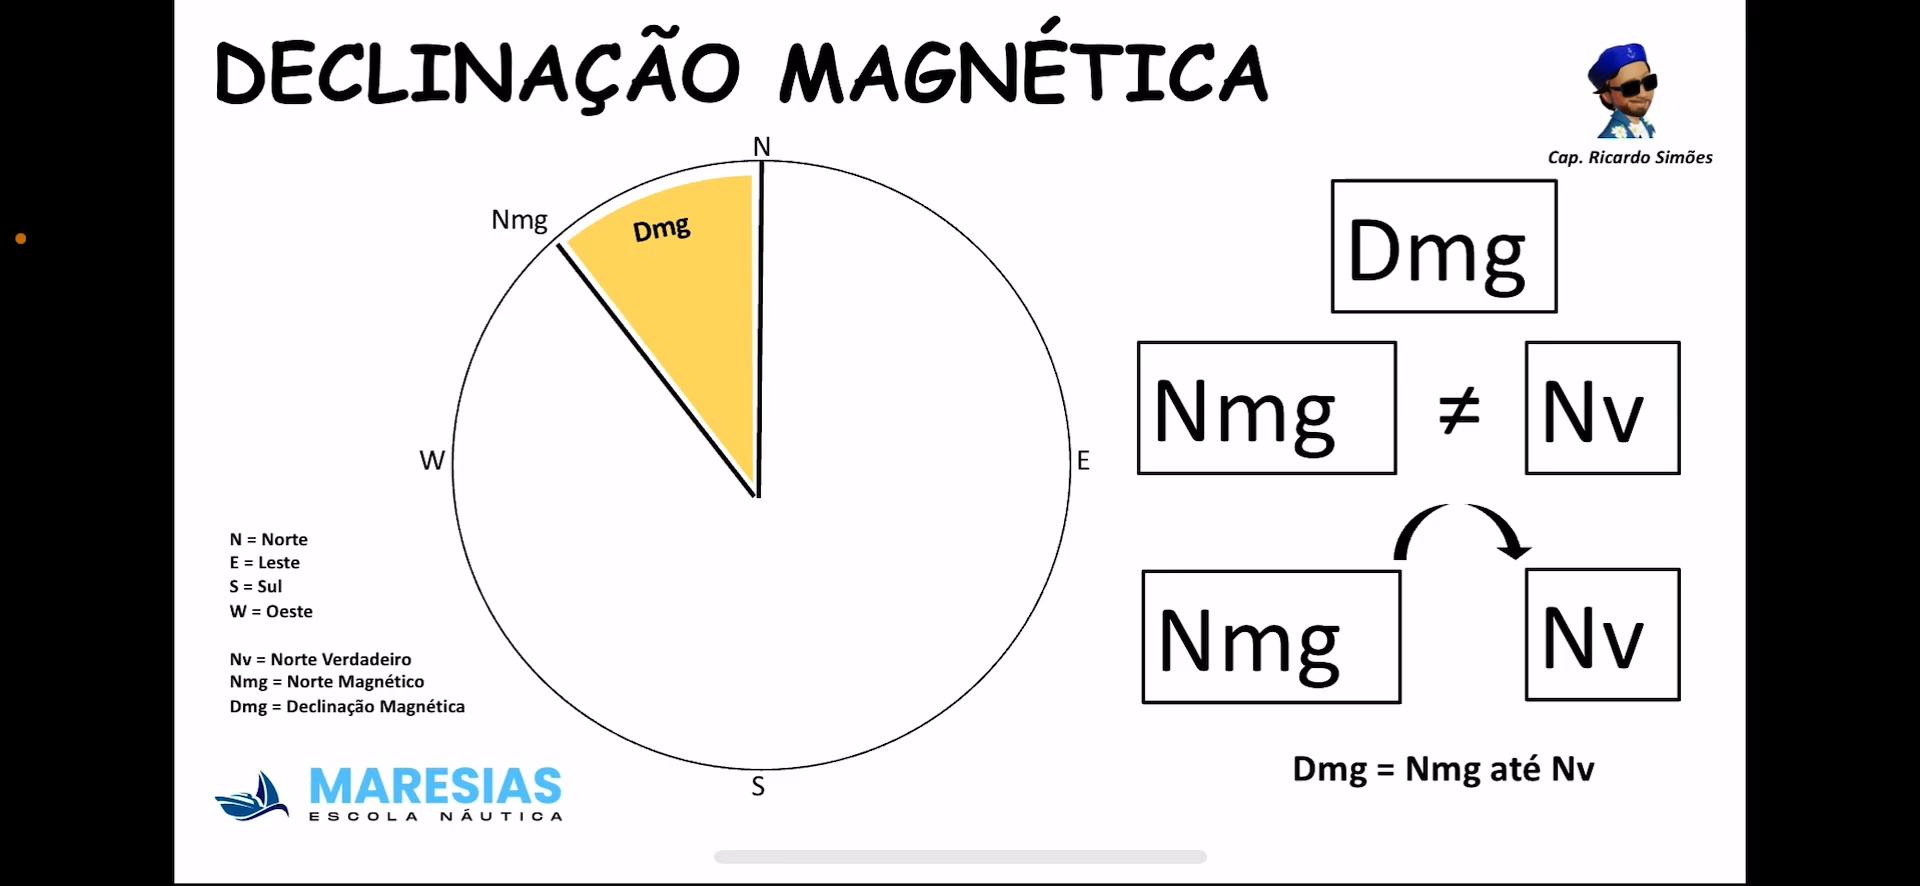 DECLINAÇÃO MAGNÉTICA
Cap. Ricardo Simões
N
Nmg
Dmg
W
E
S
Dmg
Nmg ≠ Nv
Nmg Nv
Dmg = Nmg até Nv
N = Norte
E = Leste
S = Sul
W = Oeste
Nv = Norte Verdadeiro
Nmg = Norte Magnético
Dmg = Declinação Magnética
MARESIAS
ESCOLA NÁUTICA